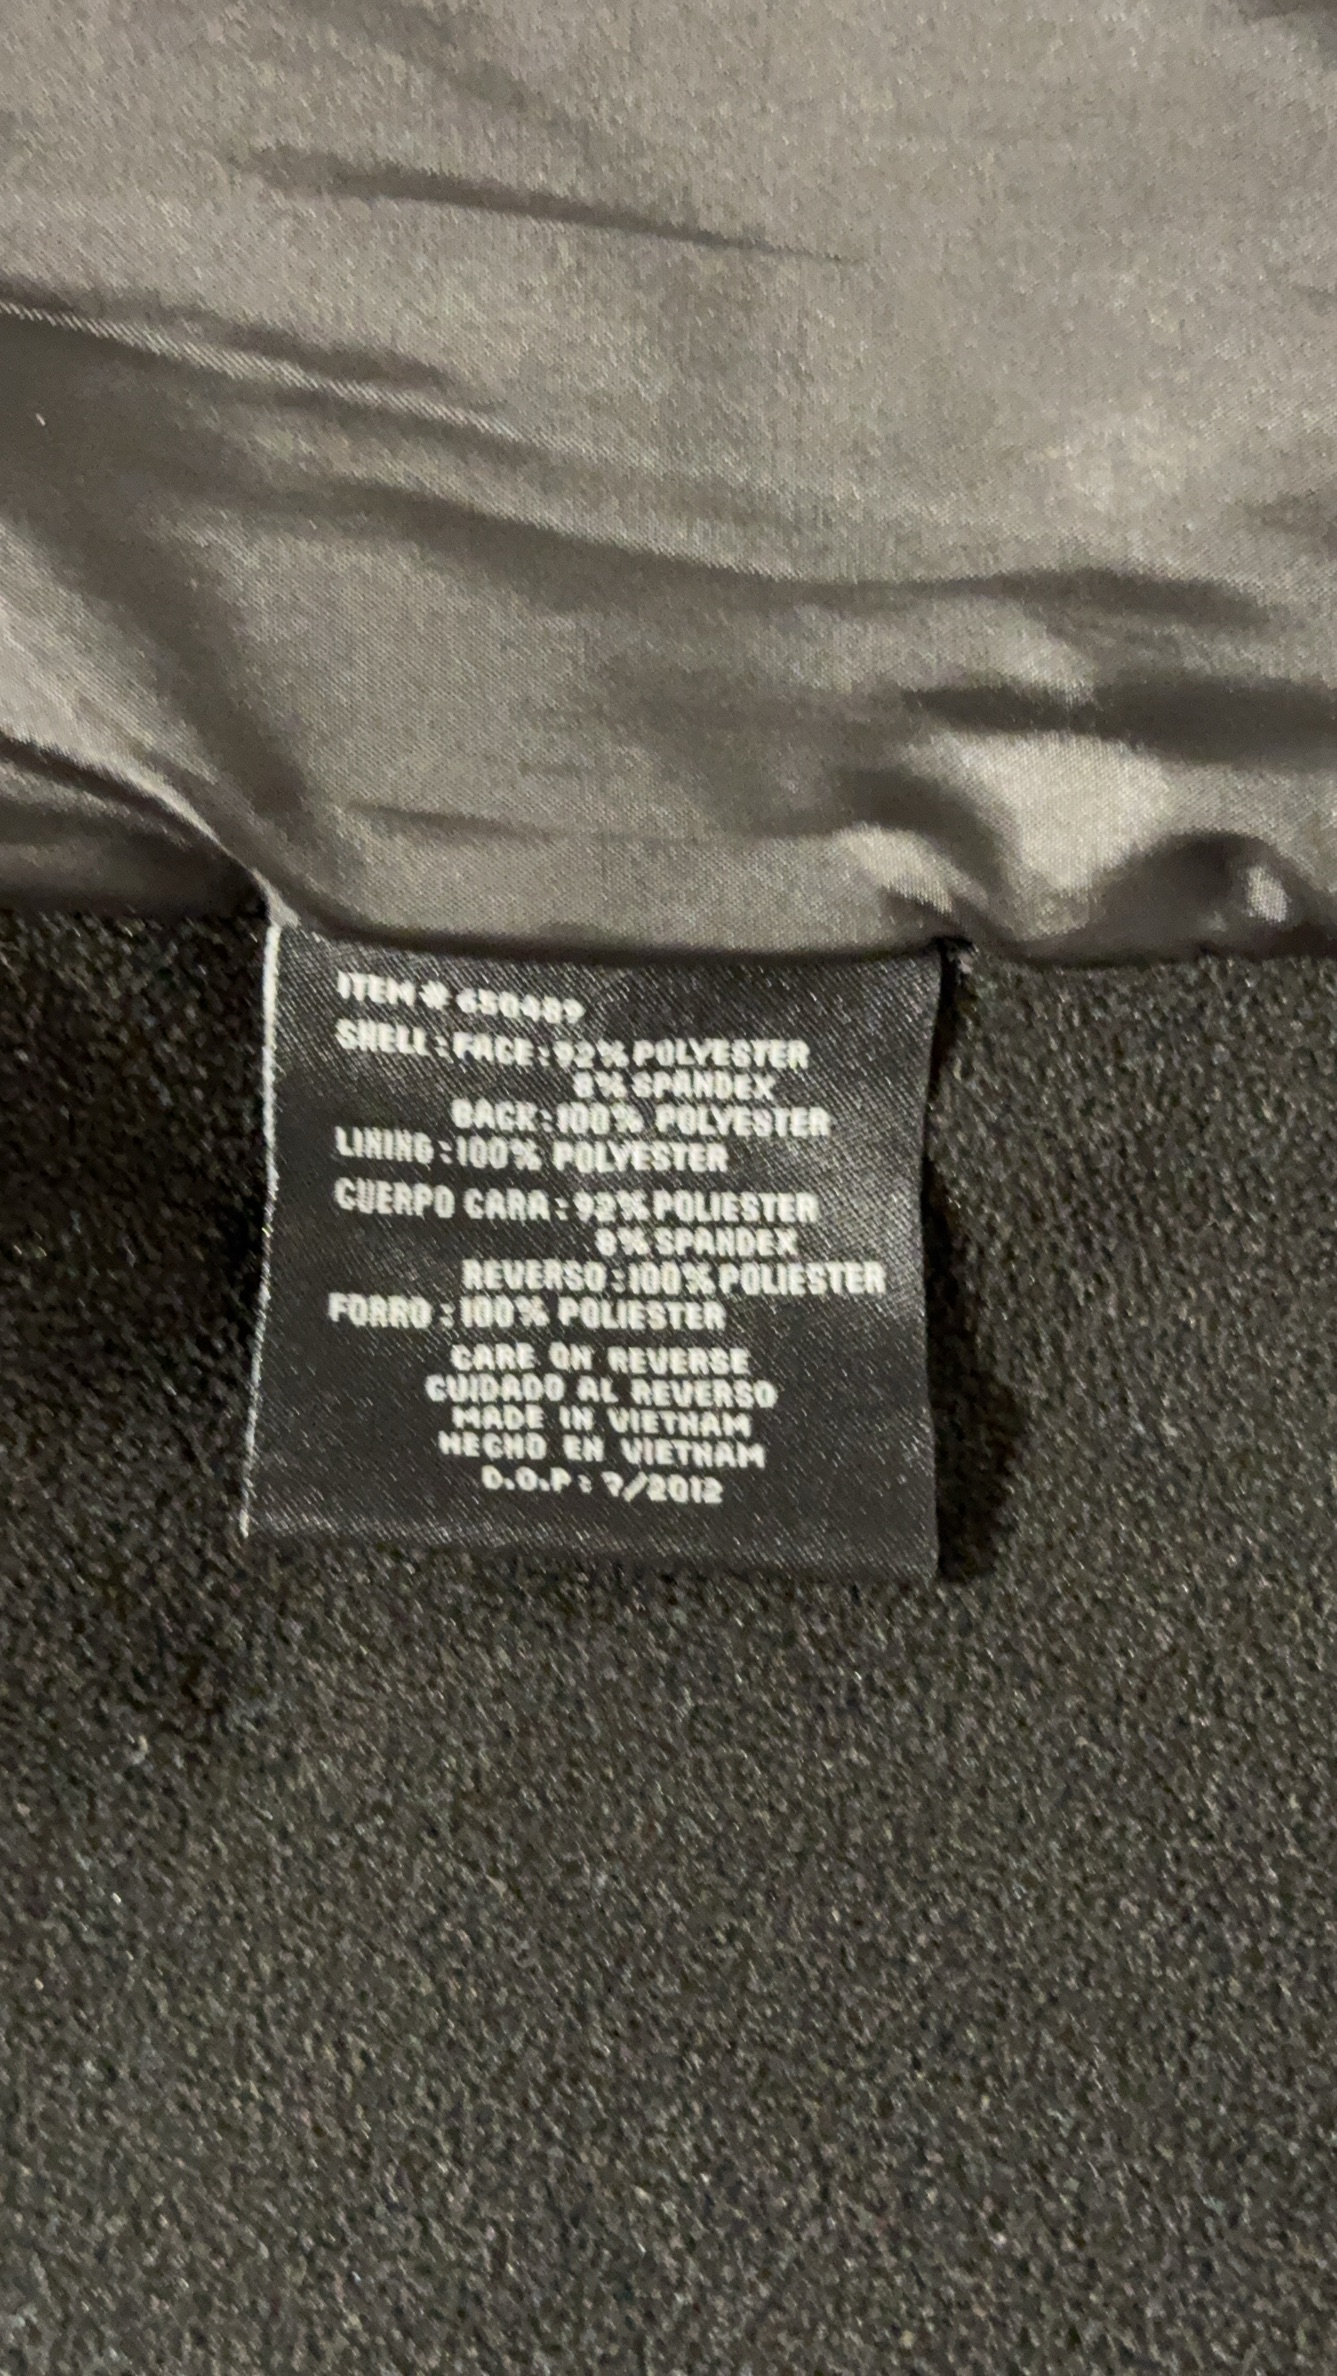 ITEM # 650489
SHELL : FACE : 92% POLYESTER
8% SPANDEX
BACK : 100% POLYESTER
LINING : 100% POLYESTER
CUERPO CARA : 92% POLIESTER
8% SPANDEX
REVERSO : 100% POLIESTER
FORRO : 100% POLIESTER
CARE ON REVERSE
CUIDADO AL REVERSO
MADE IN VIETNAM
HECHO EN VIETNAM
D.O.P : 7/2012